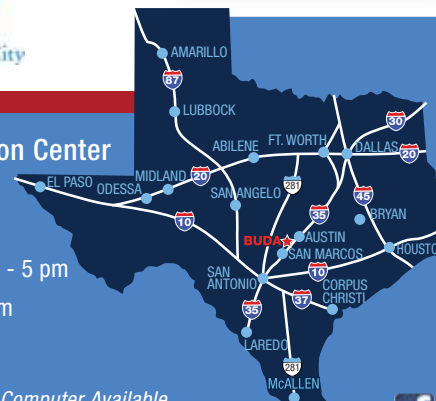 City
AMARILLO
87
LUBBOCK
30
on Center
ABILENE
FT. WORTH
DALLAS
20
EL PASO
ODESSA
MIDLAND
20
SAN ANGELO
281
45
35
BRYAN
10
BUDA
AUSTIN
SAN MARCOS
HOUSTO
- 5 pm
SAN
ANTONIO
10
CORPUS
CHRISTI
37
m
35
LAREDO
281
McALLEN
Computer Available